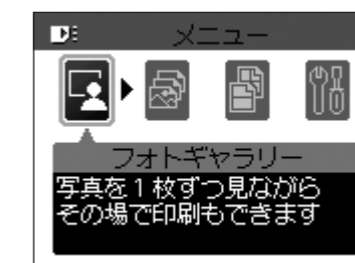 メニュー
フォトギャラリー
写真を1枚ずつ見ながら
その場で印刷もできます